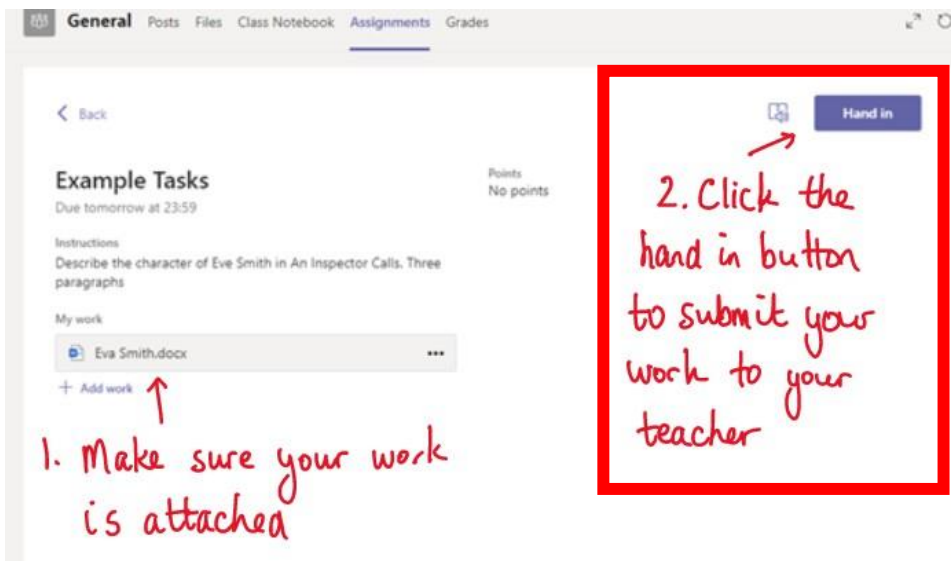 General Posts Files Class Notebook Assignments Grades
Back
Hand in
Example Tasks
Due tomorrow at 23:59
Points
No points
Instructions
Describe the character of Eve Smith in An Inspector Calls. Three
paragraphs
My work
Eva Smith.docx
+ Add work
1. Make sure your work
is attached
2. Click the
hand in button
to submit your
work to your
teacher